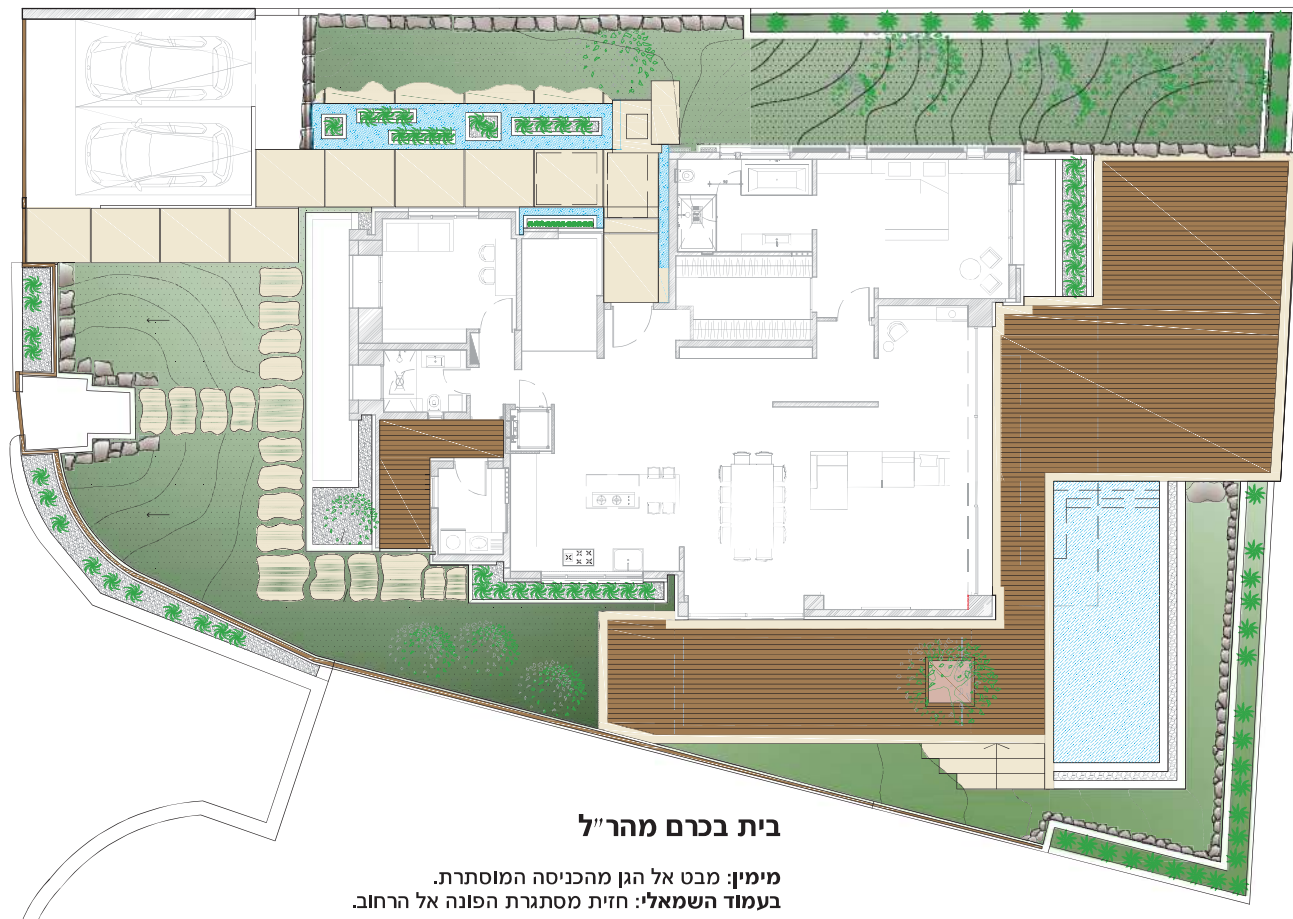 בית בכרם מהר״ל
מימין: מבט אל הגן מהכניסה המוסתרת.
בעמוד השמאלי: חזית מסתגרת הפונה אל הרחוב.